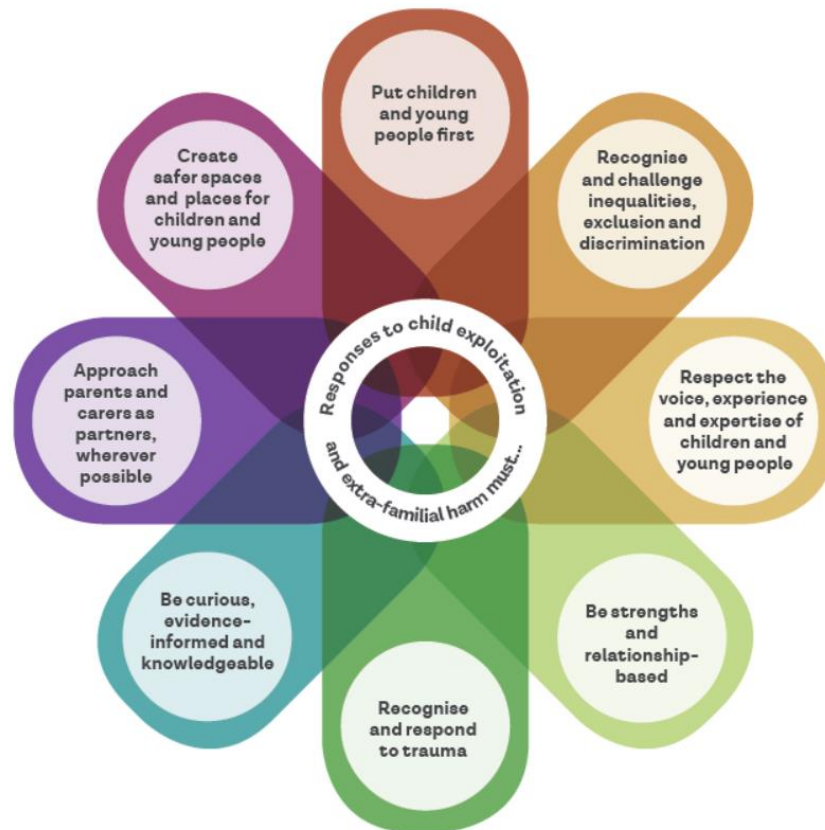 Put children
and young
people first
Recognise
and challenge
inequalities,
exclusion and
discrimination
Respect the
voice, experience
and expertise of
children and
young people
Be strengths
and
relationship-
based
Recognise
and respond
to trauma
Be curious,
evidence-
informed and
knowledgeable
Approach
parents and
carers as
partners,
wherever
possible
Create
safer spaces
and places for
children and
young people
Responses to child exploitation
and extra-familial harm must...